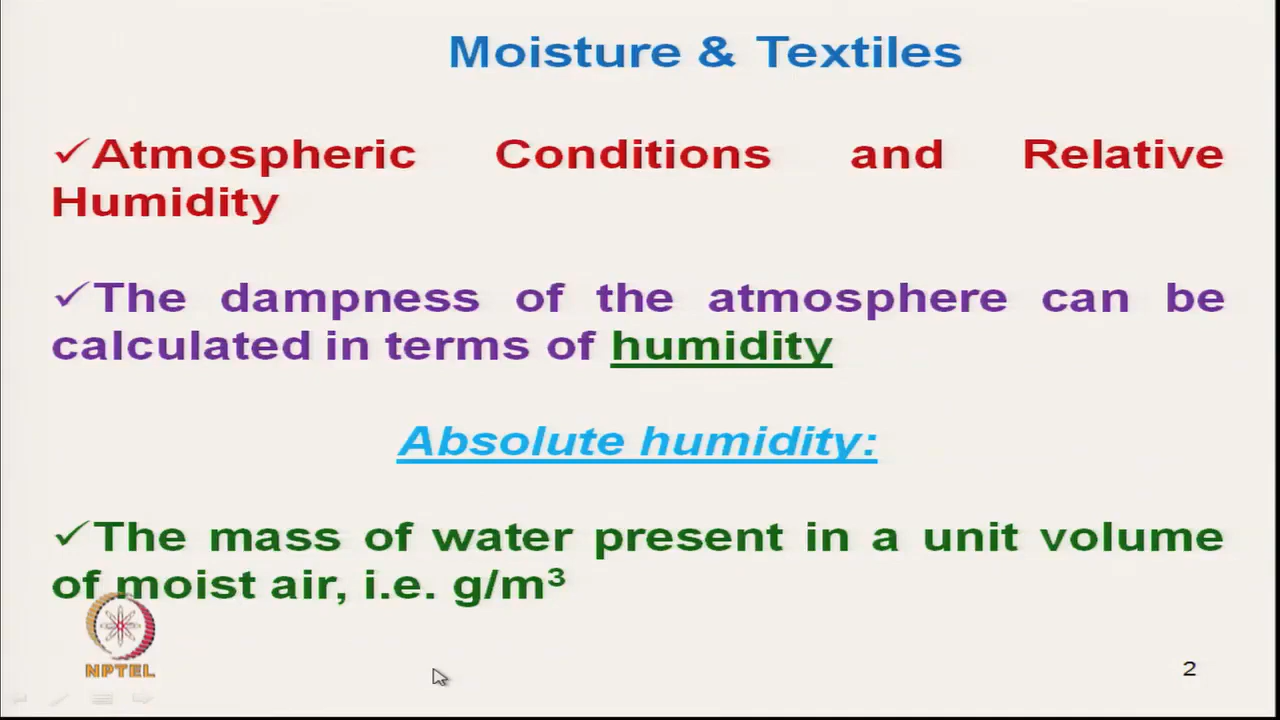 Moisture & Textiles
✓Atmospheric Conditions and Relative
Humidity
✓The dampness of the atmosphere can be
calculated in terms of humidity
Absolute humidity:
✓The mass of water present in a unit volume
of moist air, i.e. g/m³
NPTEL
2